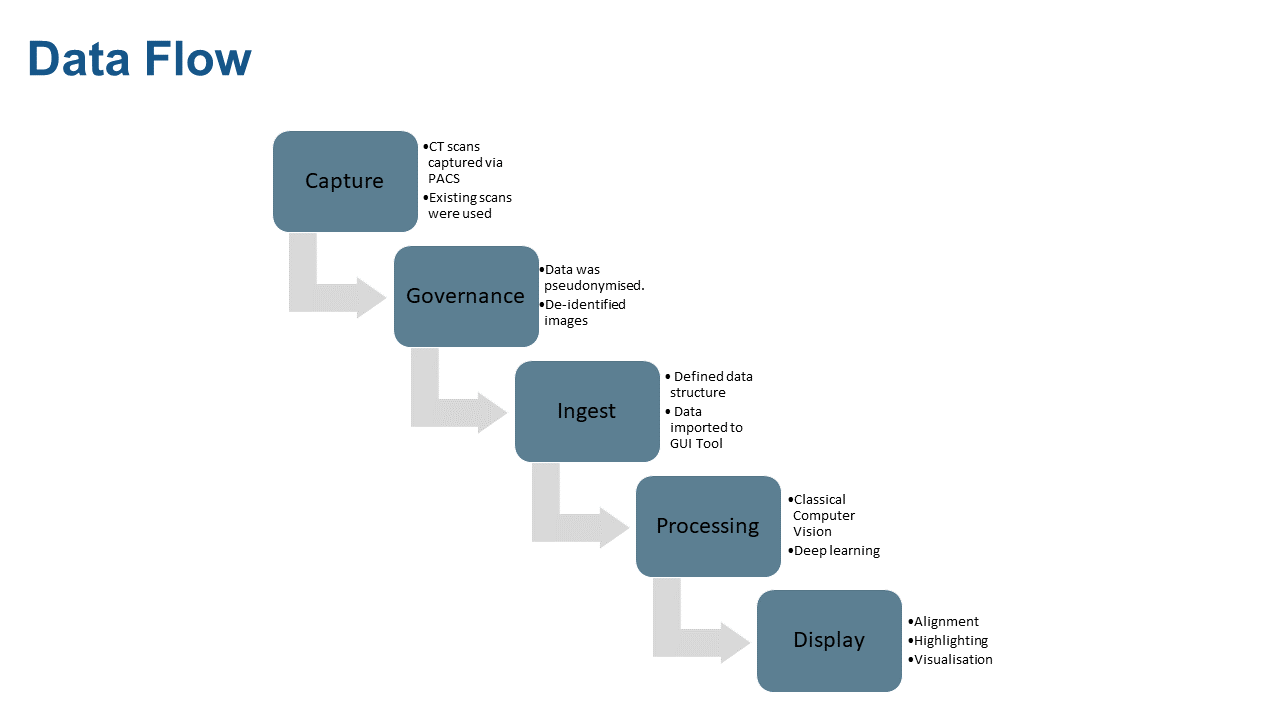 Data Flow
Capture
•CT scans
captured via
PACS
•Existing scans
were used
Governance
•Data was
pseudonymised.
•De-identified
images
Ingest
• Defined data
structure
• Data
imported to
GUI Tool
Processing
•Classical
Computer
Vision
•Deep learning
Display
•Alignment
•Highlighting
•Visualisation